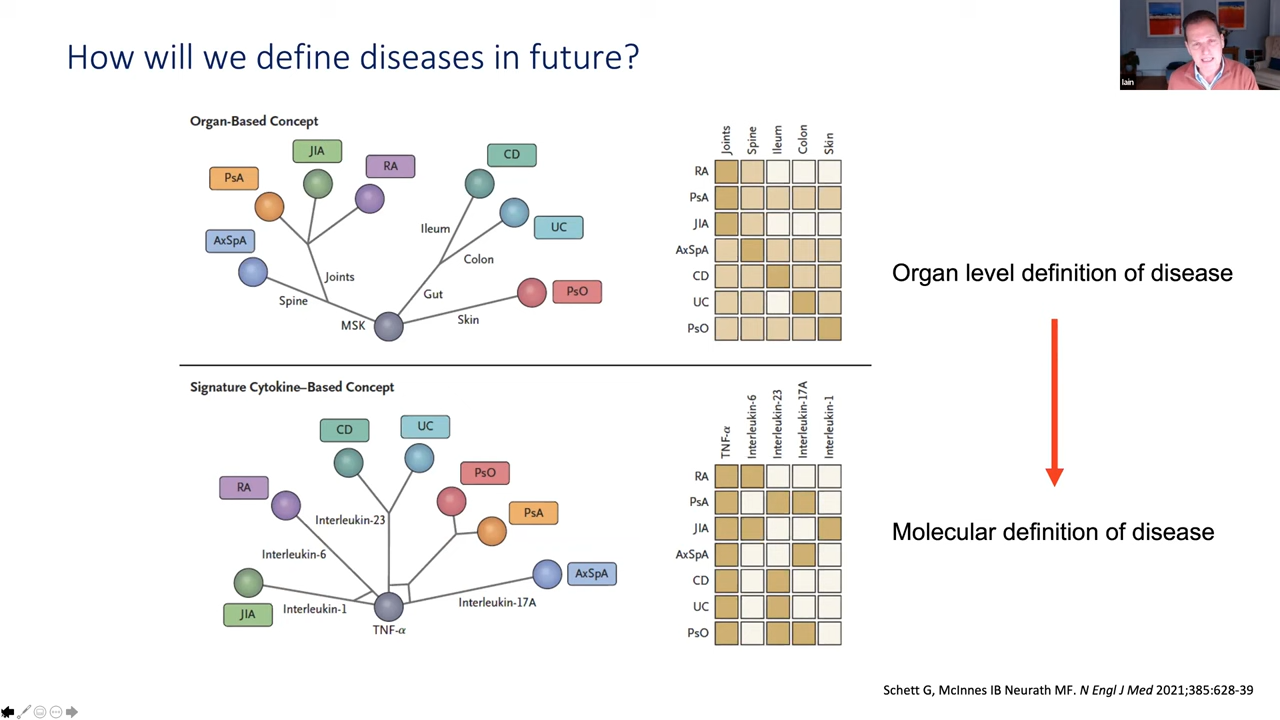 How will we define diseases in future?
Iain
Organ-Based Concept
JIA
RA
PsA
CD
AxSpA
UC
Ileum
Colon
Joints
Spine
Gut
PsO
MSK
Skin
Joints
Spine
Ileum
Colon
Skin
RA
PsA
JIA
AxSpA
CD
UC
PsO
Organ level definition of disease
Signature Cytokine–Based Concept
CD
UC
PsO
RA
PsA
Interleukin-23
Interleukin-6
AxSpA
JIA
Interleukin-1
Interleukin-17A
TNF-α
TNF-α
Interleukin-6
Interleukin-23
Interleukin-17A
Interleukin-1
RA
PsA
JIA
AxSpA
CD
UC
PsO
Molecular definition of disease
Schett G, McInnes IB Neurath MF. N Engl J Med 2021;385:628-39